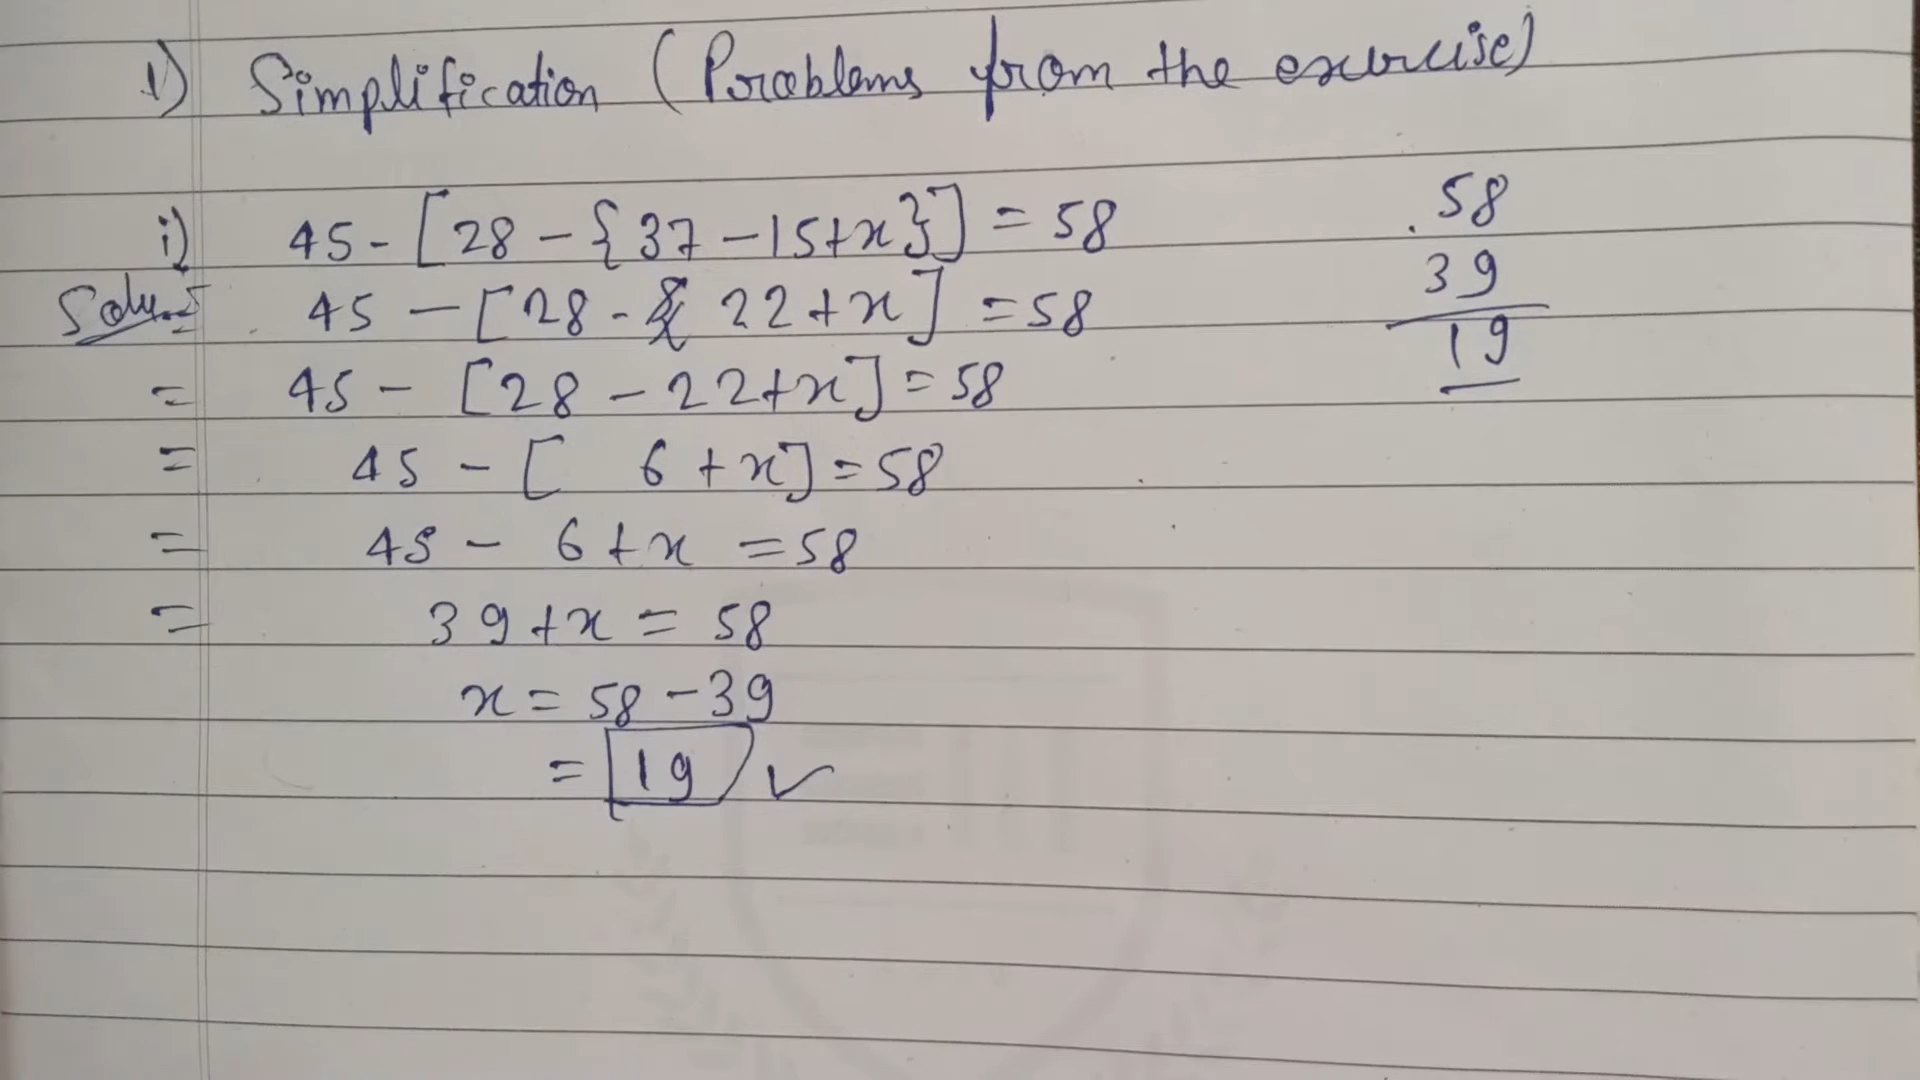 1) Simplification (Problems from the exercise)
i) 45 - [28 - {37 - 15 + x}] = 58
Solu:- 45 - [28 - { 22 + x] = 58
= 45 - [28 - 22 + x] = 58
= 45 - [ 6 + x] = 58
= 45 - 6 + x = 58
= 39 + x = 58
x = 58 - 39
= 19 ✓
58
39
19